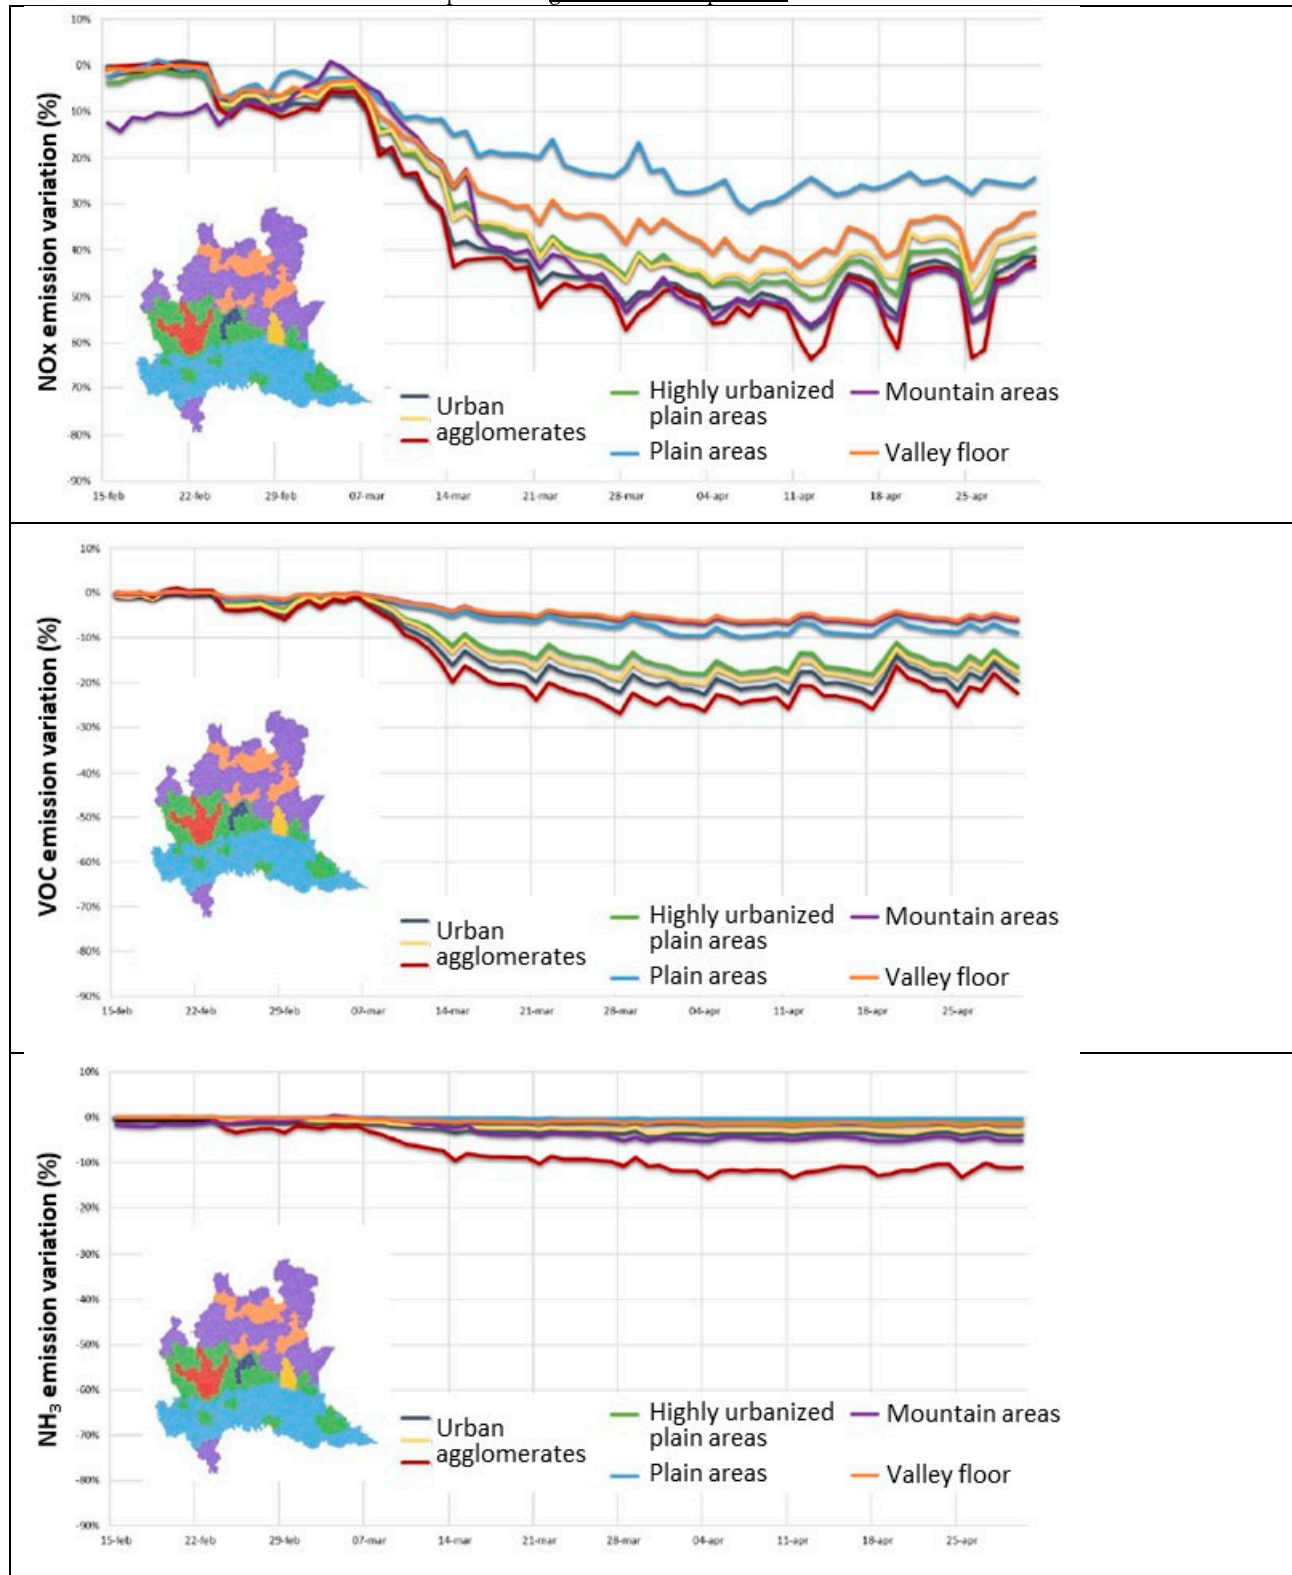 NOx emission variation (%)
10%
0%
10%
20%
30%
40%
50%
60%
70%
-80%
-90%
15-feb 22-feb 29-feb 07-mar 14-mar 21-mar 28-mar 04-apr 11-apr 18-apr 25-apr
Urban
agglomerates
Highly urbanized
plain areas
Plain areas
Mountain areas
Valley floor
VOC emission variation (%)
10%
0%
-10%
-20%
-30%
-40%
-50%
-60%
-70%
-80%
-90%
15-feb 22-feb 29-feb 07-mar 14-mar 21-mar 28-mar 04-apr 11-apr 18-apr 25-apr
Urban
agglomerates
Highly urbanized
plain areas
Plain areas
Mountain areas
Valley floor
NH₃ emission variation (%)
10%
0%
-10%
-20%
-30%
-40%
-50%
-60%
-70%
-80%
-90%
15-feb 22-feb 29-feb 07-mar 14-mar 21-mar 28-mar 04-apr 11-apr 18-apr 25-apr
Urban
agglomerates
Highly urbanized
plain areas
Plain areas
Mountain areas
Valley floor